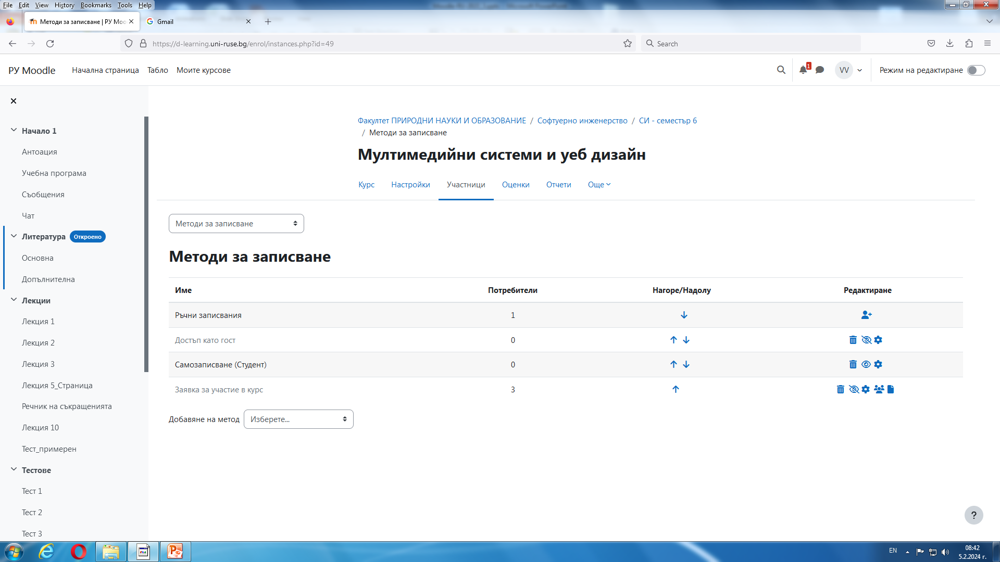 File Edit View History Bookmarks Tools Help
Методи за записване | РУ Moo
Gmail
https://d-learning.uni-ruse.bg/enrol/instances.php?id=49
Search
РУ Moodle Начална страница Табло Моите курсове
1
VV
Режим на редактиране
Начало 1
Антоация
Учебна програма
Съобщения
Чат
Литература Откроено
Основна
Допълнителна
Лекции
Лекция 1
Лекция 2
Лекция 3
Лекция 5_Страница
Речник на съкращенията
Лекция 10
Тест_примерен
Тестове
Тест 1
Тест 2
Тест 3
Факултет ПРИРОДНИ НАУКИ И ОБРАЗОВАНИЕ / Софтуерно инженерство / СИ - семестър 6
/ Методи за записване
Мултимедийни системи и уеб дизайн
Курс Настройки Участници Оценки Отчети Още
Методи за записване
Методи за записване
Име Потребители Нагоре/Надолу Редактиране
Ръчни записвания 1
Достъп като гост 0
Самозаписване (Студент) 0
Заявка за участие в курс 3
Добавяне на метод Изберете...
?
EN
08:42
5.2.2024 г.